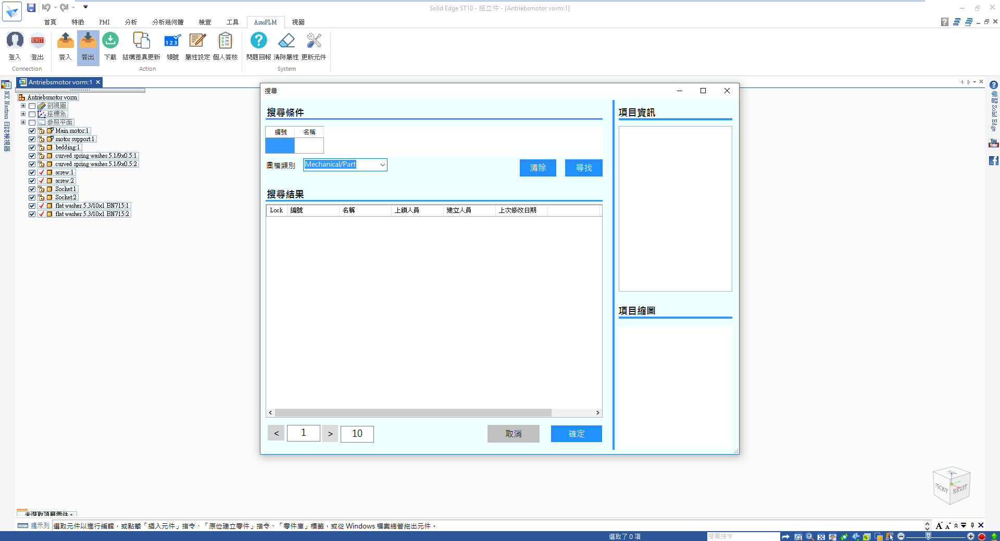 Solid Edge ST10 - 組立件 - [Antriebsmotor vorm:1]
首頁 特徵 PMI 分析 分析幾何體 檢查 工具 ArasPLM 視圖
EXIT 123 ?
登入 登出 簽入 簽出 下載 結構差異更新 領號 屬性設定 個人簽核 問題回報 清除屬性 更新元件
Connection Action System
Antriebsmotor vorm:1
NX Nastran 日誌檢視器
學習 Solid Edge
You Tube
Antriebsmotor vorm
剖視圖
座標系
參照平面
Main motor:1
motor support:1
bedding:1
curved spring washes 5.1/9x0.5:1
curved spring washes 5.1/9x0.5:2
screw:1
screw:2
Socket:1
Socket:2
flat washer 5.3/10x1 BN715:1
flat washer 5.3/10x1 BN715:2
搜尋
搜尋條件
編號 名稱
圖檔類別 Mechanical/Part
清除 尋找
搜尋結果
Lock 編號 名稱 上鎖人員 建立人員 上次修改日期
< 1 > 10
取消 確定
項目資訊
項目縮圖
FRONT RIGHT
未選取頂層零件。
提示列 選取元件以進行編輯，或點擊「插入元件」指令、「原位建立零件」指令、「零件庫」標籤，或從 Windows 檔案總管拖出元件。
選取了 0 項 搜尋指令